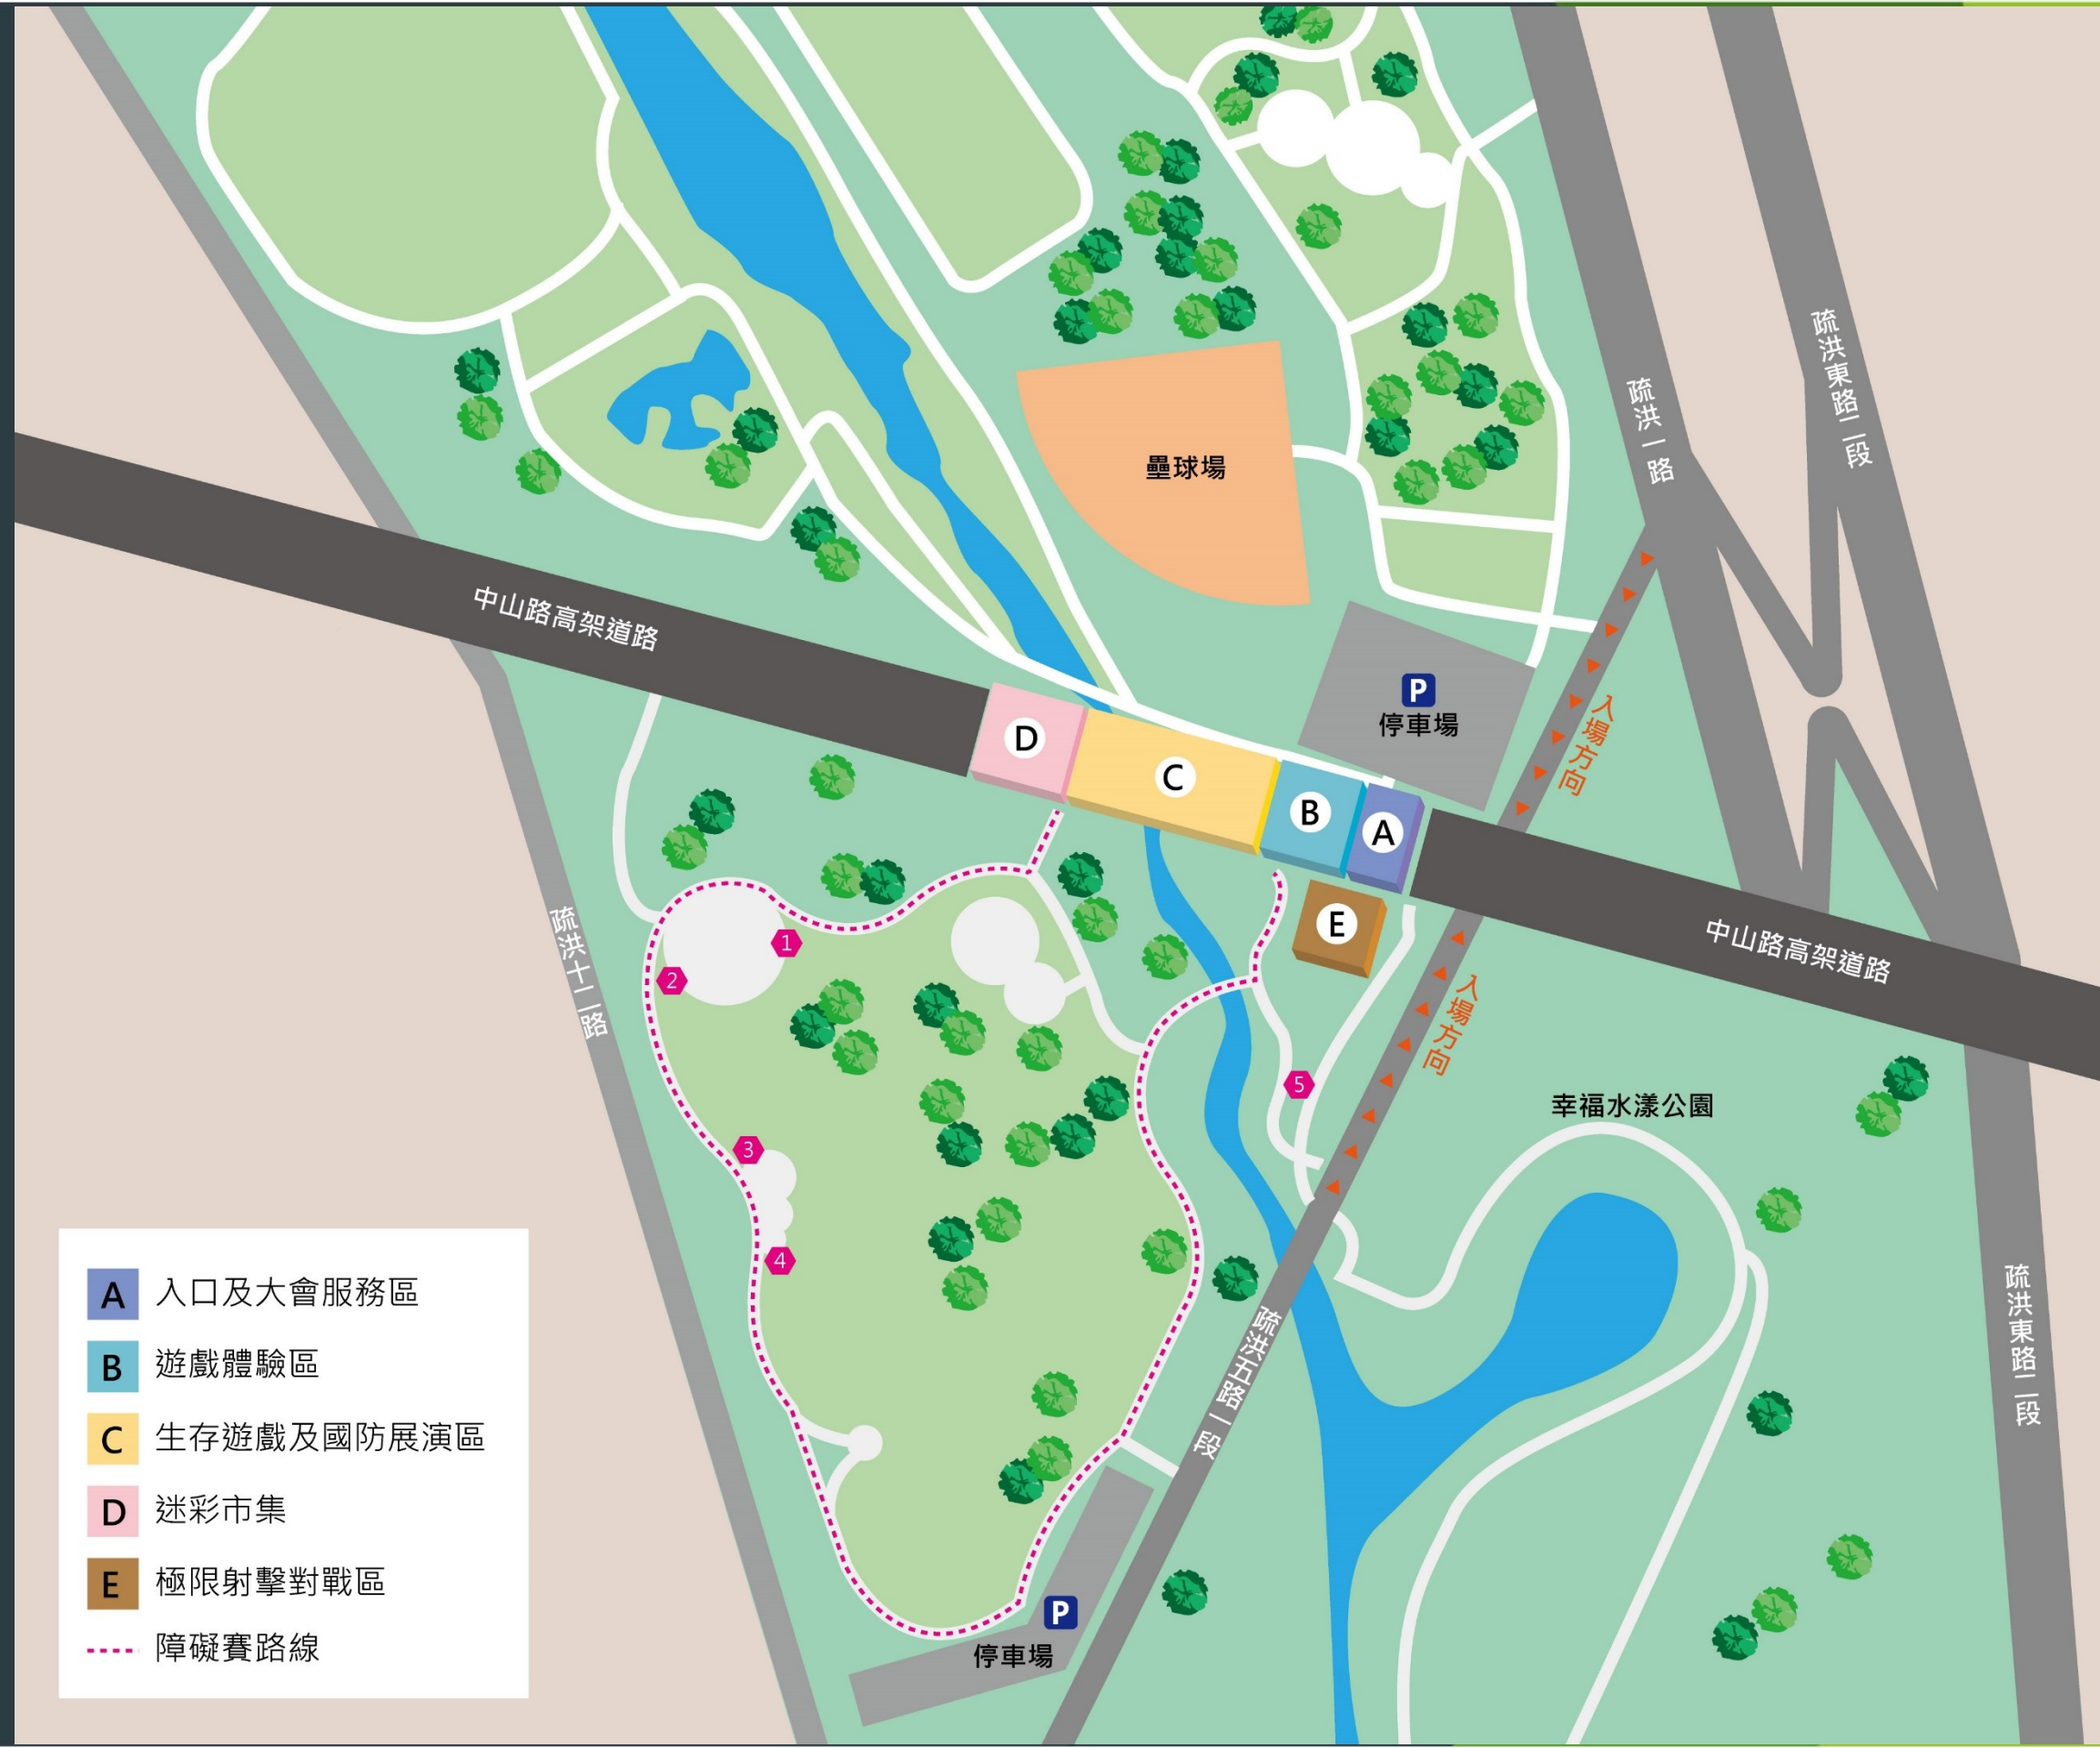 疏洪東路二段
疏洪一路
壘球場
中山路高架道路
P
停車場
入場方向
D
C
B
A
E
中山路高架道路
疏洪十二路
1
2
入場方向
5
幸福水漾公園
3
4
疏洪東路二段
疏洪五路一段
P
停車場
A 入口及大會服務區
B 遊戲體驗區
C 生存遊戲及國防展演區
D 迷彩市集
E 極限射擊對戰區
障礙賽路線